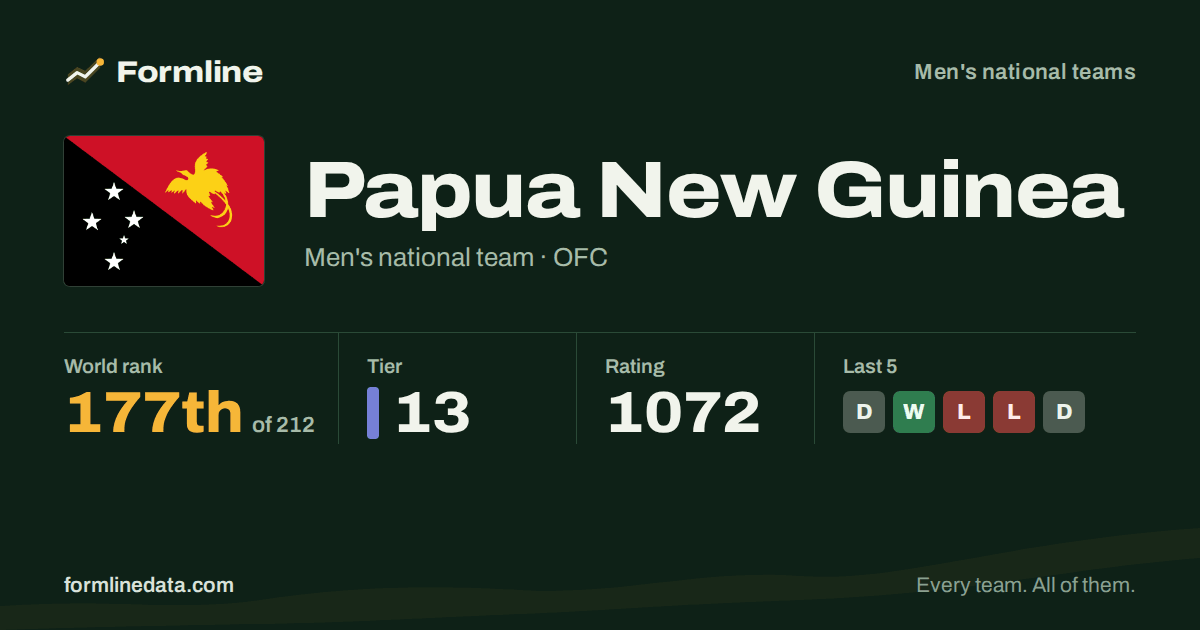 Formline
Men's national teams
Papua New Guinea
Men's national team · OFC
World rank
177th of 212
Tier
13
Rating
1072
Last 5
D W L L D
formlinedata.com
Every team. All of them.